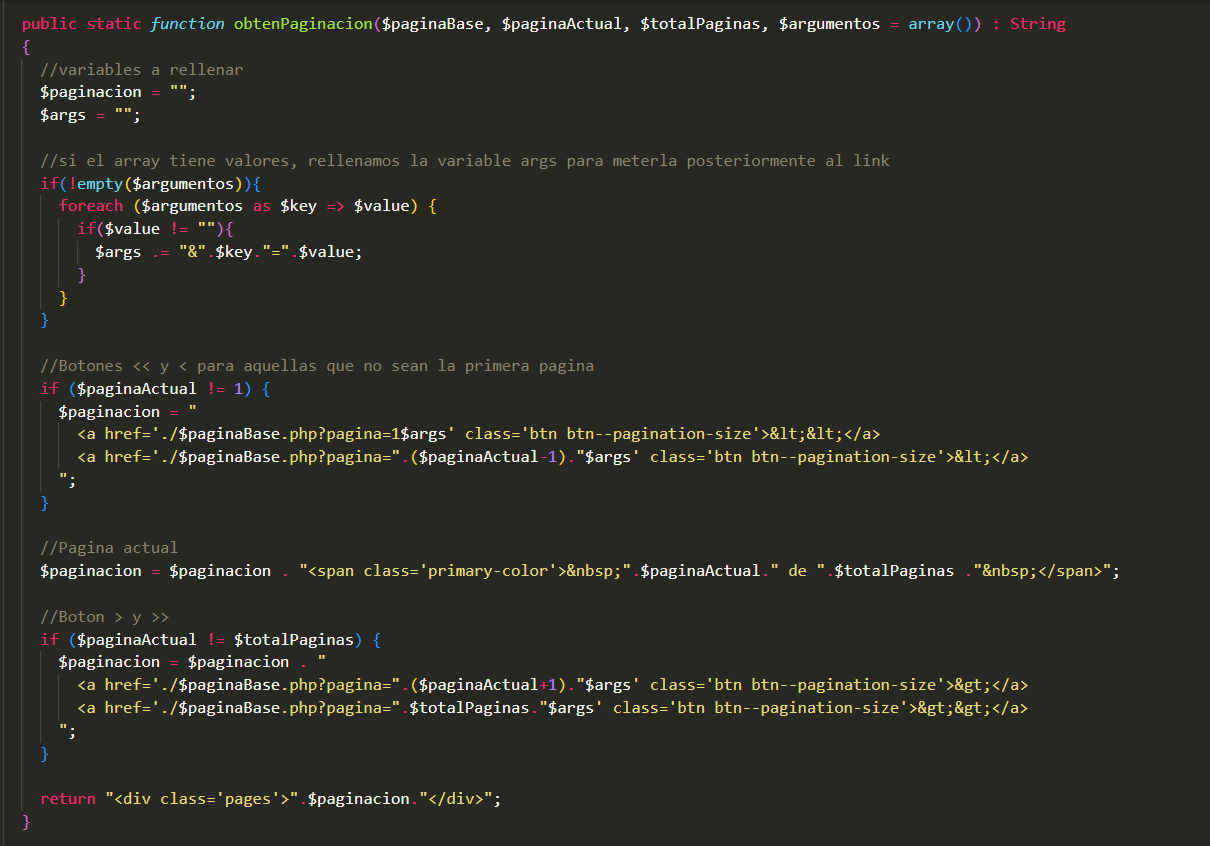 public static function obtenPaginacion($paginaBase, $paginaActual, $totalPaginas, $argumentos = array()) : String
{
  //variables a rellenar
  $paginacion = "";
  $args = "";

  //si el array tiene valores, rellenamos la variable args para meterla posteriormente al link
  if(!empty($argumentos)){
    foreach ($argumentos as $key => $value) {
      if($value != ""){
        $args .= "&".$key."=".$value;
      }
    }
  }

  //Botones << y < para aquellas que no sean la primera pagina
  if ($paginaActual != 1) {
    $paginacion = "
      <a href='./$paginaBase.php?pagina=1$args' class='btn btn--pagination-size'>&lt;&lt;</a>
      <a href='./$paginaBase.php?pagina=".($paginaActual-1)."$args' class='btn btn--pagination-size'>&lt;</a>
    ";
  }

  //Pagina actual
  $paginacion = $paginacion . "<span class='primary-color'>&nbsp;".$paginaActual." de ".$totalPaginas ."&nbsp;</span>";

  //Boton > y >>
  if ($paginaActual != $totalPaginas) {
    $paginacion = $paginacion . "
      <a href='./$paginaBase.php?pagina=".($paginaActual+1)."$args' class='btn btn--pagination-size'>&gt;</a>
      <a href='./$paginaBase.php?pagina=".$totalPaginas."$args' class='btn btn--pagination-size'>&gt;&gt;</a>
    ";
  }

  return "<div class='pages'>".$paginacion."</div>";
}